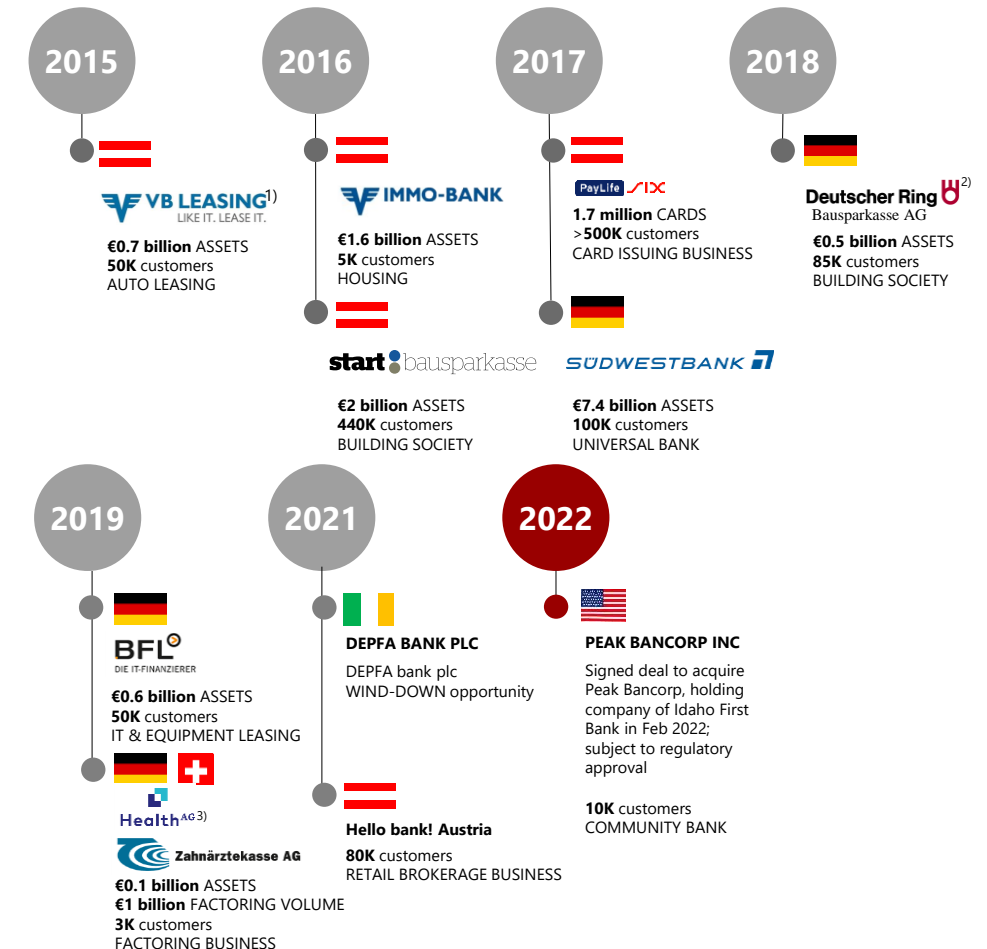 2015
VB LEASING1)
LIKE IT. LEASE IT.
€0.7 billion ASSETS
50K customers
AUTO LEASING
2016
IMMO-BANK
€1.6 billion ASSETS
5K customers
HOUSING
start bausparkasse
€2 billion ASSETS
440K customers
BUILDING SOCIETY
2017
PayLife SIX
1.7 million CARDS
>500K customers
CARD ISSUING BUSINESS
SÜDWESTBANK
€7.4 billion ASSETS
100K customers
UNIVERSAL BANK
2018
Deutscher Ring 2)
Bausparkasse AG
€0.5 billion ASSETS
85K customers
BUILDING SOCIETY
2019
BFL
DIE IT-FINANZIERER
€0.6 billion ASSETS
50K customers
IT & EQUIPMENT LEASING
Health AG 3)
Zahnärztekasse AG
€0.1 billion ASSETS
€1 billion FACTORING VOLUME
3K customers
FACTORING BUSINESS
2021
DEPFA BANK PLC
DEPFA bank plc
WIND-DOWN opportunity
Hello bank! Austria
80K customers
RETAIL BROKERAGE BUSINESS
2022
PEAK BANCORP INC
Signed deal to acquire
Peak Bancorp, holding
company of Idaho First
Bank in Feb 2022;
subject to regulatory
approval
10K customers
COMMUNITY BANK